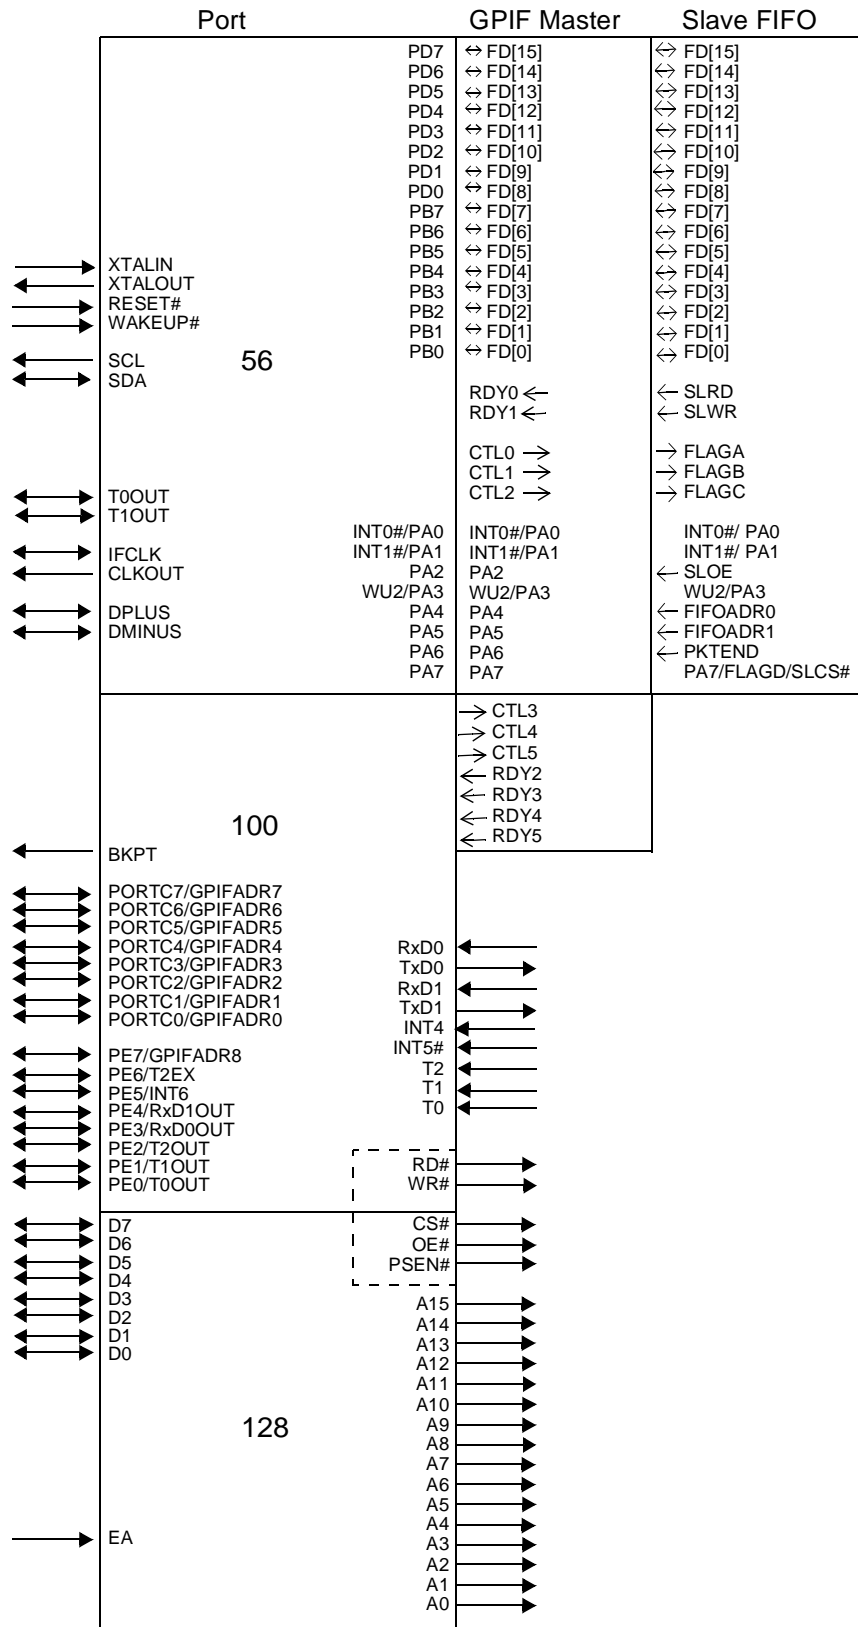 Port GPIF Master Slave FIFO
PD7 FD[15] FD[15]
PD6 FD[14] FD[14]
PD5 FD[13] FD[13]
PD4 FD[12] FD[12]
PD3 FD[11] FD[11]
PD2 FD[10] FD[10]
PD1 FD[9] FD[9]
PD0 FD[8] FD[8]
PB7 FD[7] FD[7]
PB6 FD[6] FD[6]
PB5 FD[5] FD[5]
XTALIN PB4 FD[4] FD[4]
XTALOUT PB3 FD[3] FD[3]
RESET# PB2 FD[2] FD[2]
WAKEUP# PB1 FD[1] FD[1]
SCL 56 PB0 FD[0] FD[0]
SDA
RDY0 SLRD
RDY1 SLWR
CTL0 FLAGA
CTL1 FLAGB
T0OUT CTL2 FLAGC
T1OUT
INT0#/PA0 INT0#/PA0 INT0#/ PA0
IFCLK INT1#/PA1 INT1#/PA1 INT1#/ PA1
CLKOUT PA2 PA2 SLOE
WU2/PA3 WU2/PA3 WU2/PA3
DPLUS PA4 PA4 FIFOADR0
DMINUS PA5 PA5 FIFOADR1
PA6 PA6 PKTEND
PA7 PA7 PA7/FLAGD/SLCS#
CTL3
CTL4
CTL5
RDY2
RDY3
100 RDY4
RDY5
BKPT
PORTC7/GPIFADR7
PORTC6/GPIFADR6
PORTC5/GPIFADR5
PORTC4/GPIFADR4 RxD0
PORTC3/GPIFADR3 TxD0
PORTC2/GPIFADR2 RxD1
PORTC1/GPIFADR1 TxD1
PORTC0/GPIFADR0 INT4
INT5#
PE7/GPIFADR8 T2
PE6/T2EX T1
PE5/INT6 T0
PE4/RxD1OUT
PE3/RxD0OUT
PE2/T2OUT
PE1/T1OUT RD#
PE0/T0OUT WR#
D7 CS#
D6 OE#
D5 PSEN#
D4
D3 A15
D2 A14
D1 A13
D0 A12
A11
A10
128 A9
A8
A7
A6
A5
A4
EA A3
A2
A1
A0